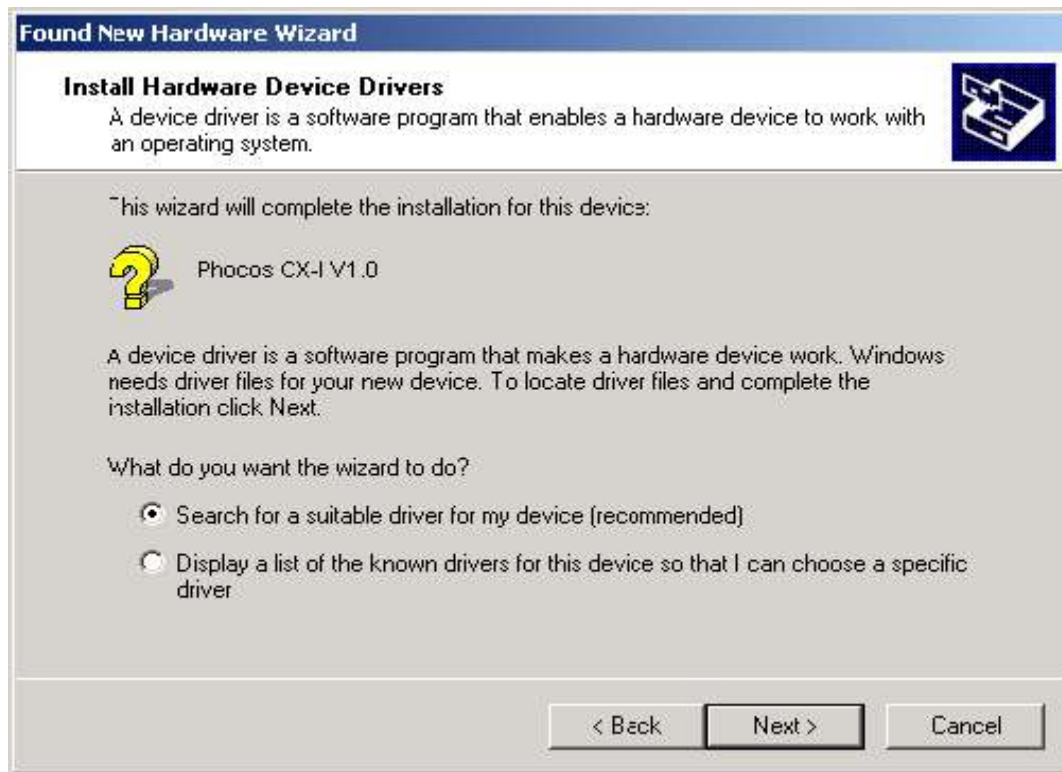 Found New Hardware Wizard
Install Hardware Device Drivers
A device driver is a software program that enables a hardware device to work with
an operating system.
This wizard will complete the installation for this device:
Phocos CX-I V1.0
A device driver is a software program that makes a hardware device work. Windows
needs driver files for your new device. To locate driver files and complete the
installation click Next.
What do you want the wizard to do?
Search for a suitable driver for my device (recommended)
Display a list of the known drivers for this device so that I can choose a specific
driver
< Back
Next >
Cancel